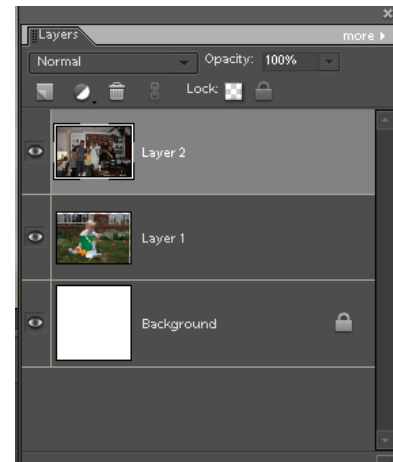 Layers more
Normal Opacity: 100%
Lock:
Layer 2
Layer 1
Background